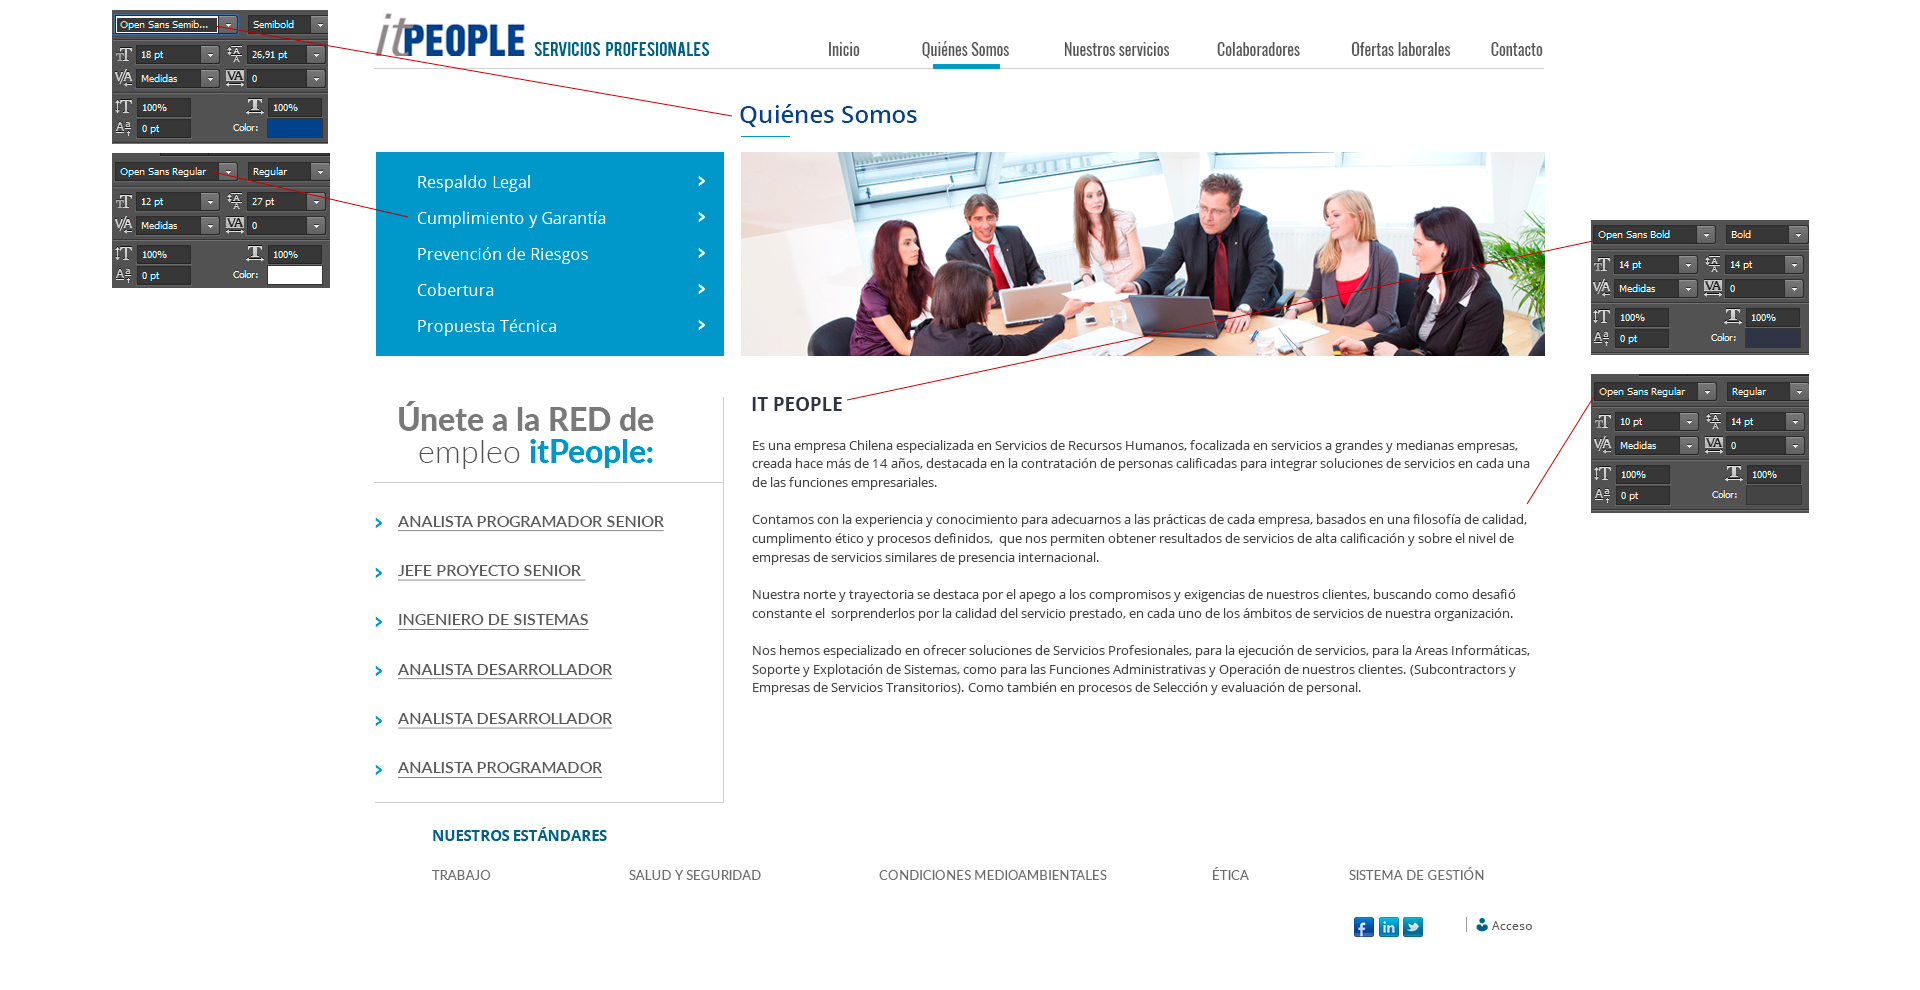 Open Sans Semib... Semibold
18 pt 26,91 pt
Medidas 0
100% 100%
0 pt Color:
Open Sans Regular Regular
12 pt 27 pt
Medidas 0
100% 100%
0 pt Color:
itPEOPLE SERVICIOS PROFESIONALES
Inicio Quiénes Somos Nuestros servicios Colaboradores Ofertas laborales Contacto
Quiénes Somos
Respaldo Legal
Cumplimiento y Garantía
Prevención de Riesgos
Cobertura
Propuesta Técnica
Open Sans Bold Bold
14 pt 14 pt
Medidas 0
100% 100%
0 pt Color:
Open Sans Regular Regular
10 pt 14 pt
Medidas 0
100% 100%
0 pt Color:
Únete a la RED de
empleo itPeople:
ANALISTA PROGRAMADOR SENIOR
JEFE PROYECTO SENIOR
INGENIERO DE SISTEMAS
ANALISTA DESARROLLADOR
ANALISTA DESARROLLADOR
ANALISTA PROGRAMADOR
IT PEOPLE
Es una empresa Chilena especializada en Servicios de Recursos Humanos, focalizada en servicios a grandes y medianas empresas,
creada hace más de 14 años, destacada en la contratación de personas calificadas para integrar soluciones de servicios en cada una
de las funciones empresariales.
Contamos con la experiencia y conocimiento para adecuarnos a las prácticas de cada empresa, basados en una filosofía de calidad,
cumplimento ético y procesos definidos,  que nos permiten obtener resultados de servicios de alta calificación y sobre el nivel de
empresas de servicios similares de presencia internacional.
Nuestra norte y trayectoria se destaca por el apego a los compromisos y exigencias de nuestros clientes, buscando como desafió
constante el  sorprenderlos por la calidad del servicio prestado, en cada uno de los ámbitos de servicios de nuestra organización.
Nos hemos especializado en ofrecer soluciones de Servicios Profesionales, para la ejecución de servicios, para la Areas Informáticas,
Soporte y Explotación de Sistemas, como para las Funciones Administrativas y Operación de nuestros clientes. (Subcontractors y
Empresas de Servicios Transitorios). Como también en procesos de Selección y evaluación de personal.
NUESTROS ESTÁNDARES
TRABAJO SALUD Y SEGURIDAD CONDICIONES MEDIOAMBIENTALES ÉTICA SISTEMA DE GESTIÓN
Acceso